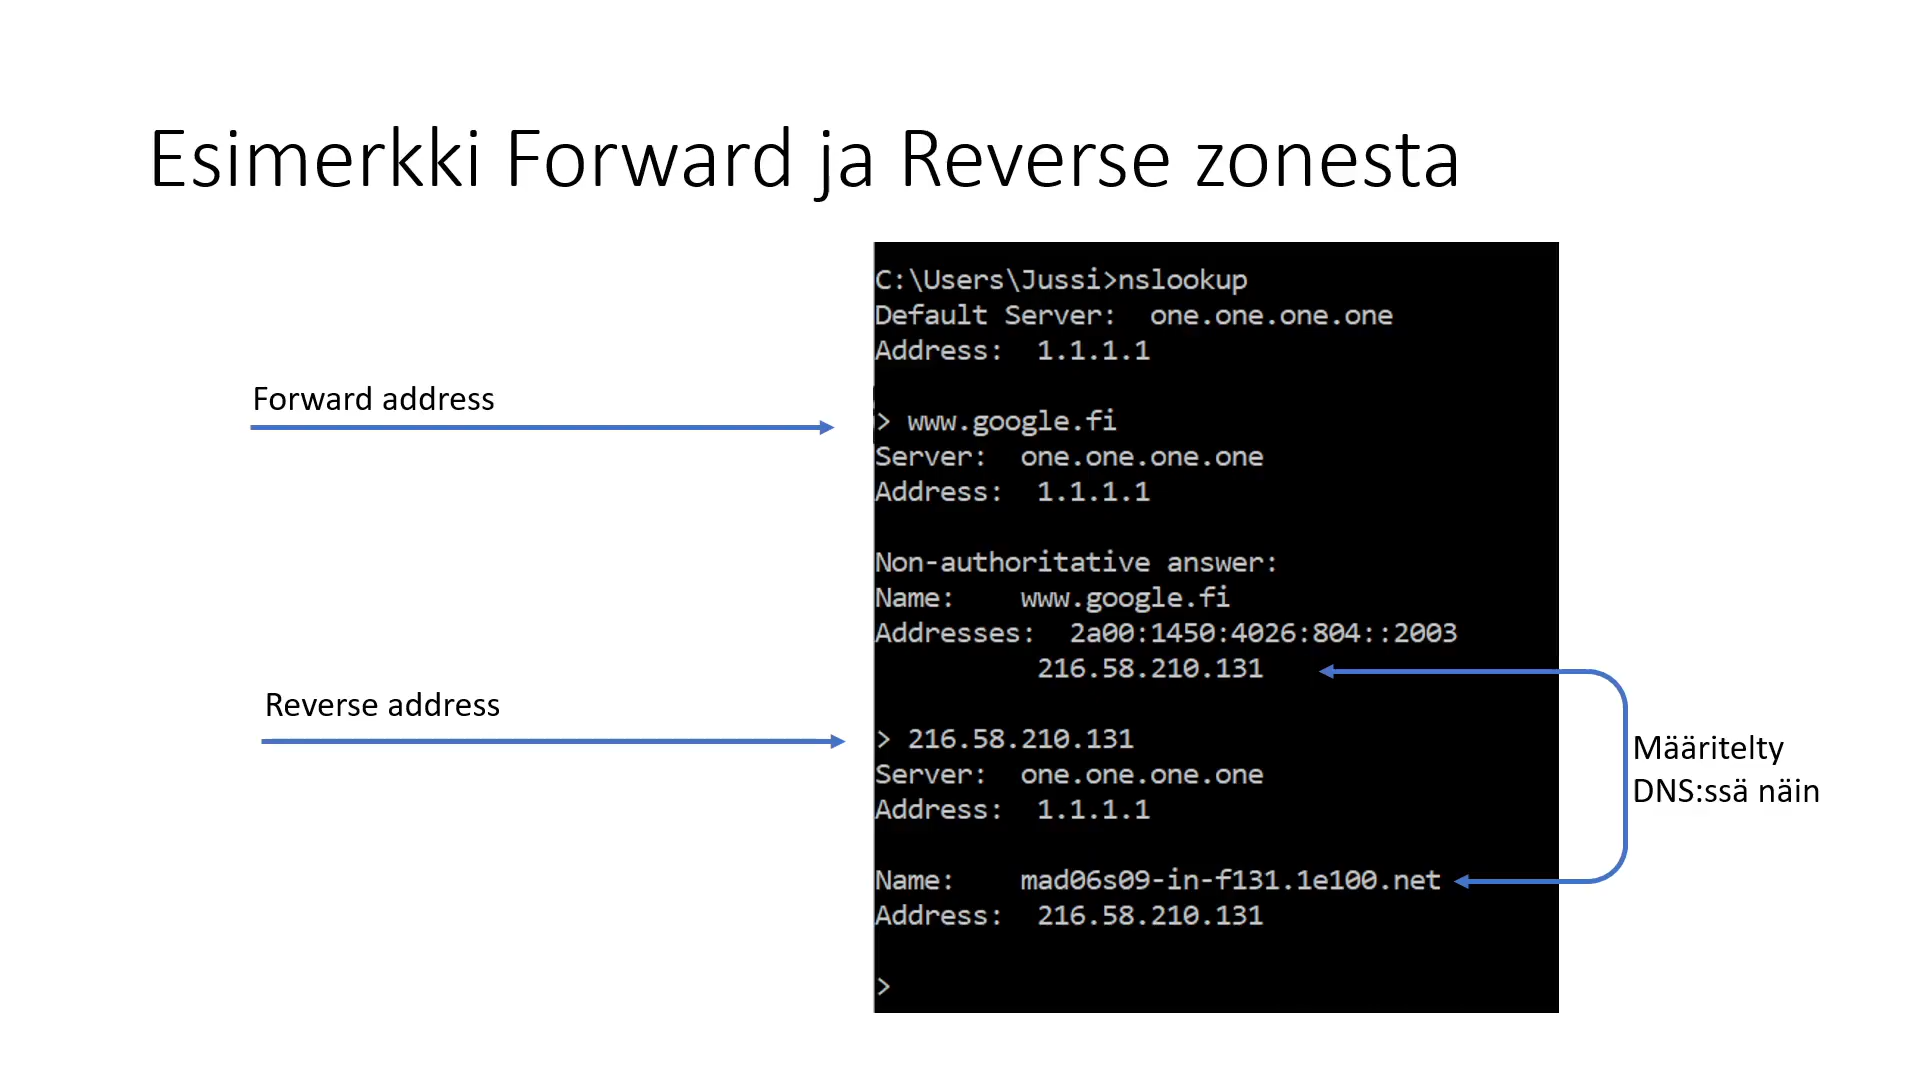 Esimerkki Forward ja Reverse zonesta
C:\Users\Jussi>nslookup
Default Server:  one.one.one.one
Address:  1.1.1.1
Forward address
> www.google.fi
Server:  one.one.one.one
Address:  1.1.1.1
Non-authoritative answer:
Name:    www.google.fi
Addresses:  2a00:1450:4026:804::2003
216.58.210.131
Reverse address
> 216.58.210.131
Server:  one.one.one.one
Address:  1.1.1.1
Määritelty
DNS:ssä näin
Name:    mad06s09-in-f131.1e100.net
Address:  216.58.210.131
>